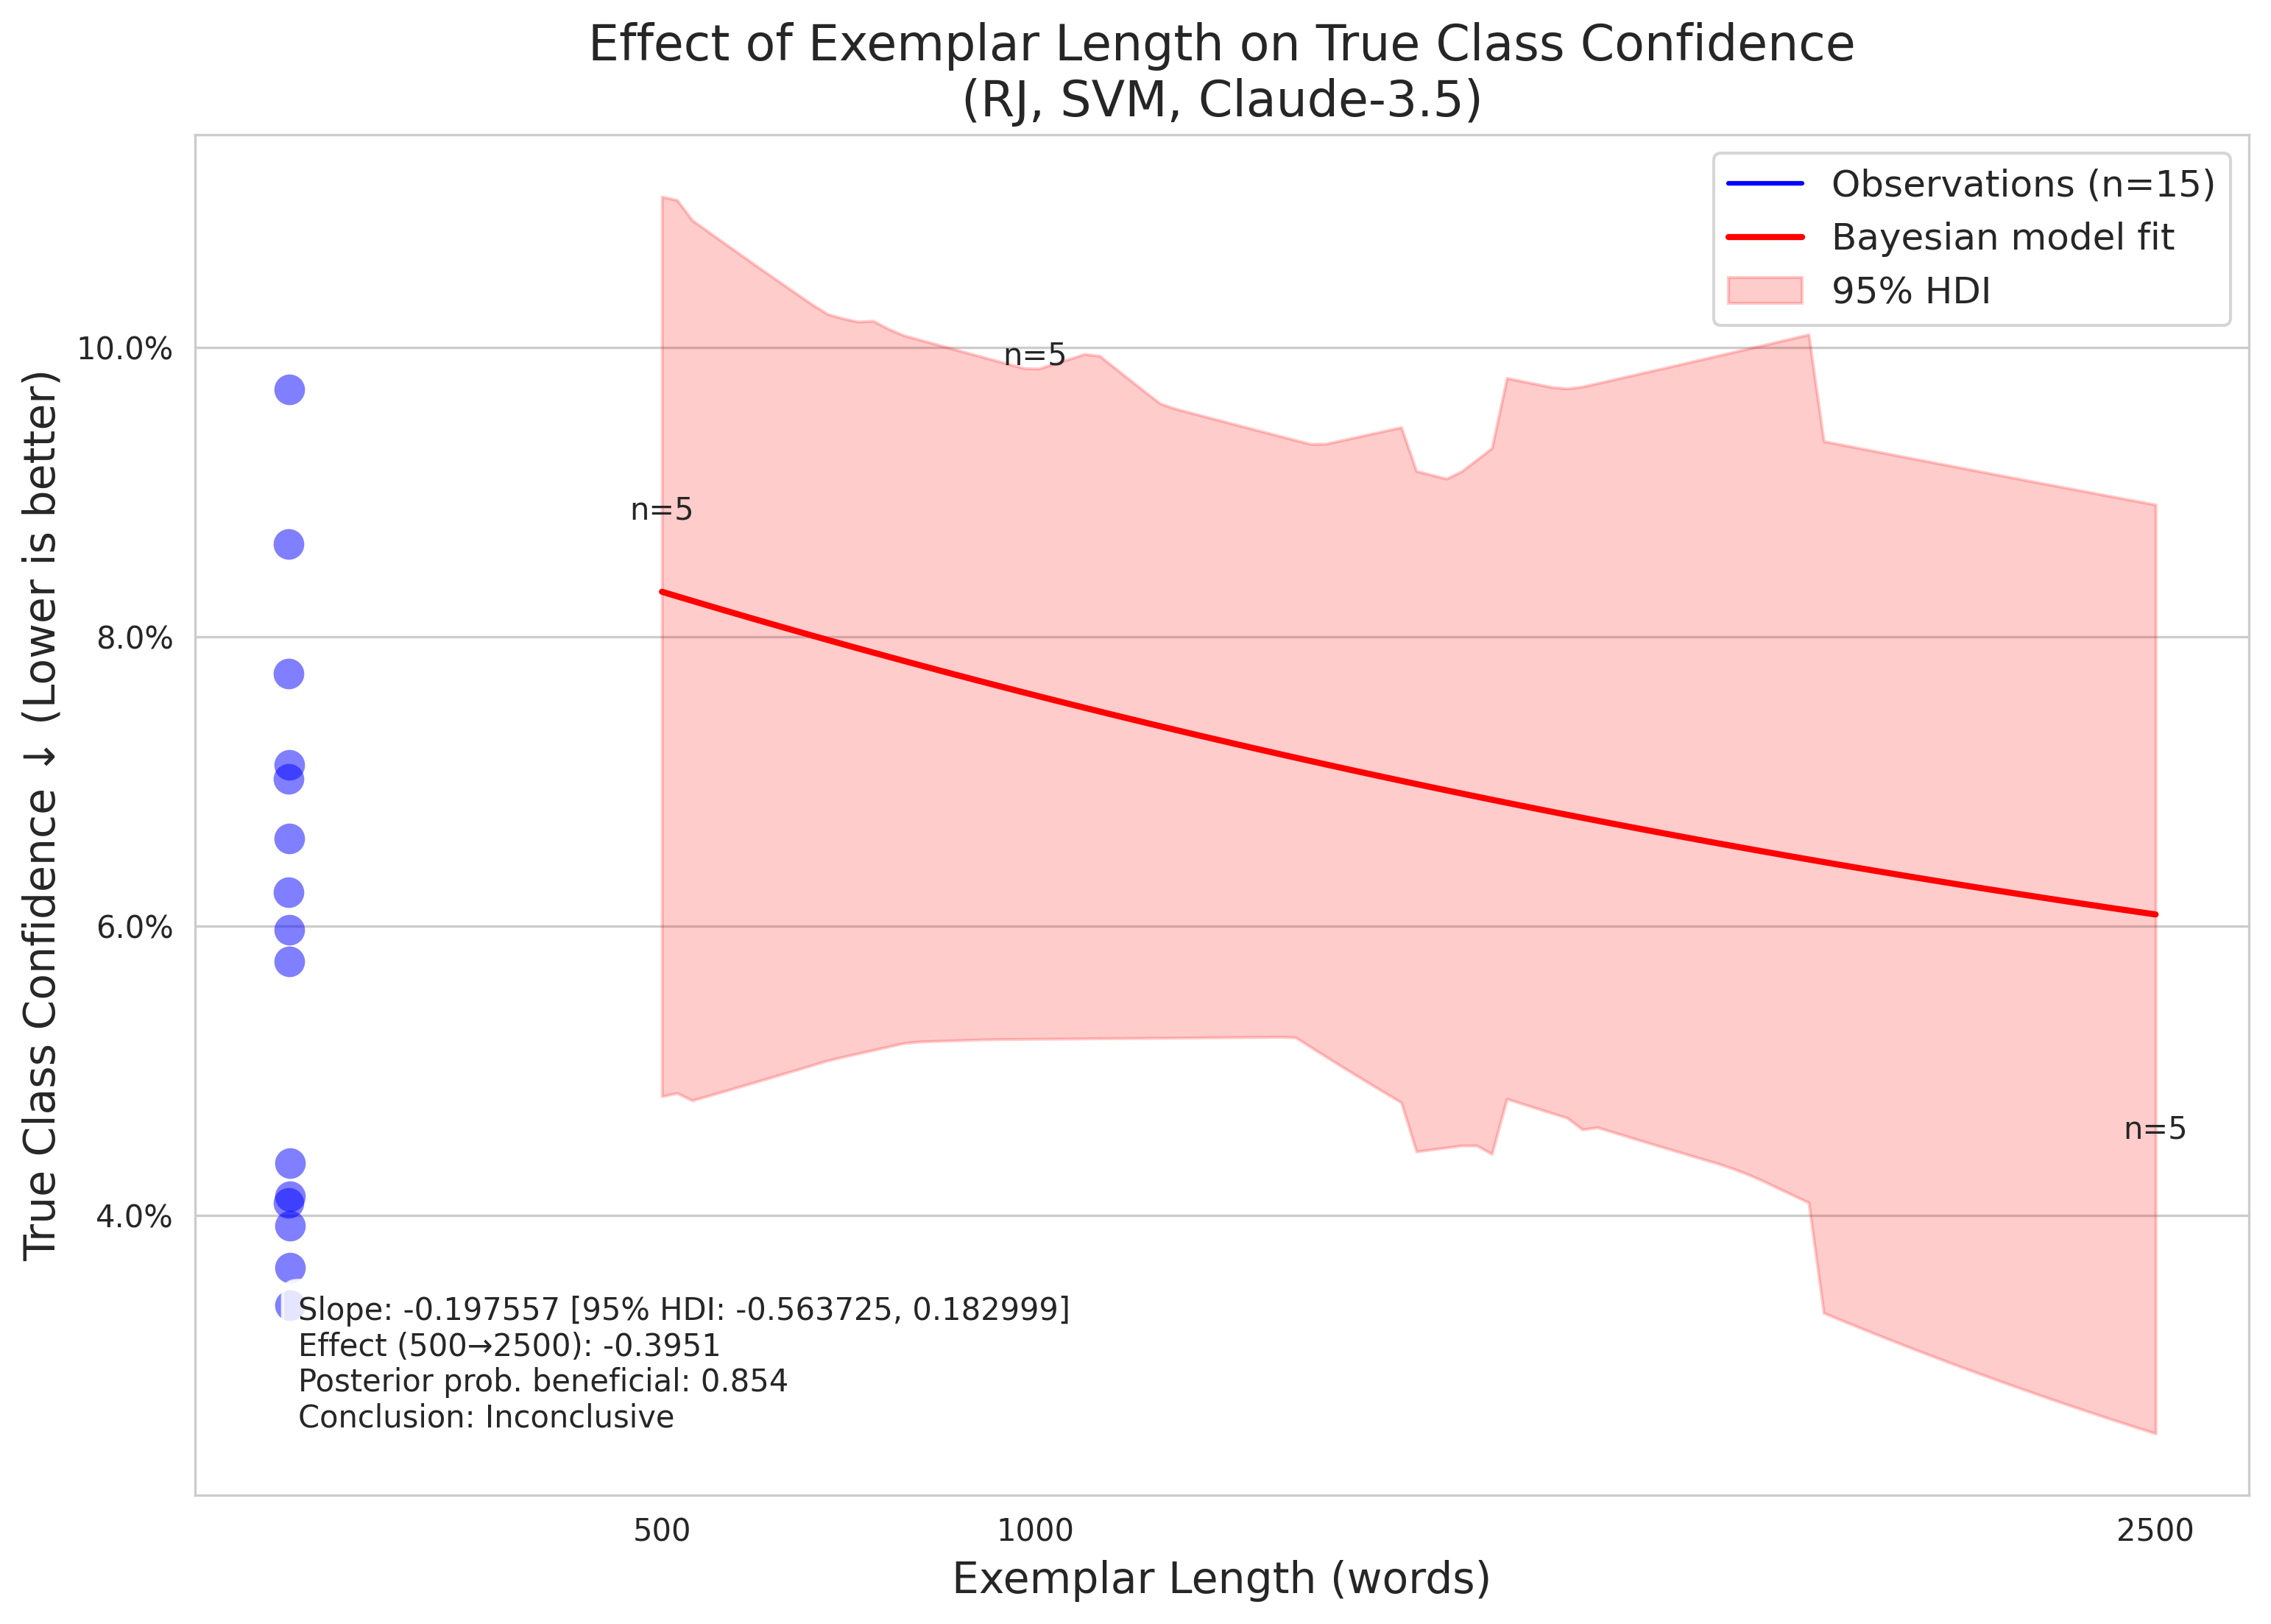 Effect of Exemplar Length on True Class Confidence
(RJ, SVM, Claude-3.5)
Observations (n=15)
Bayesian model fit
95% HDI
True Class Confidence ↓ (Lower is better)
10.0%
8.0%
6.0%
4.0%
n=5
n=5
n=5
Slope: -0.197557 [95% HDI: -0.563725, 0.182999]
Effect (500→2500): -0.3951
Posterior prob. beneficial: 0.854
Conclusion: Inconclusive
500
1000
2500
Exemplar Length (words)